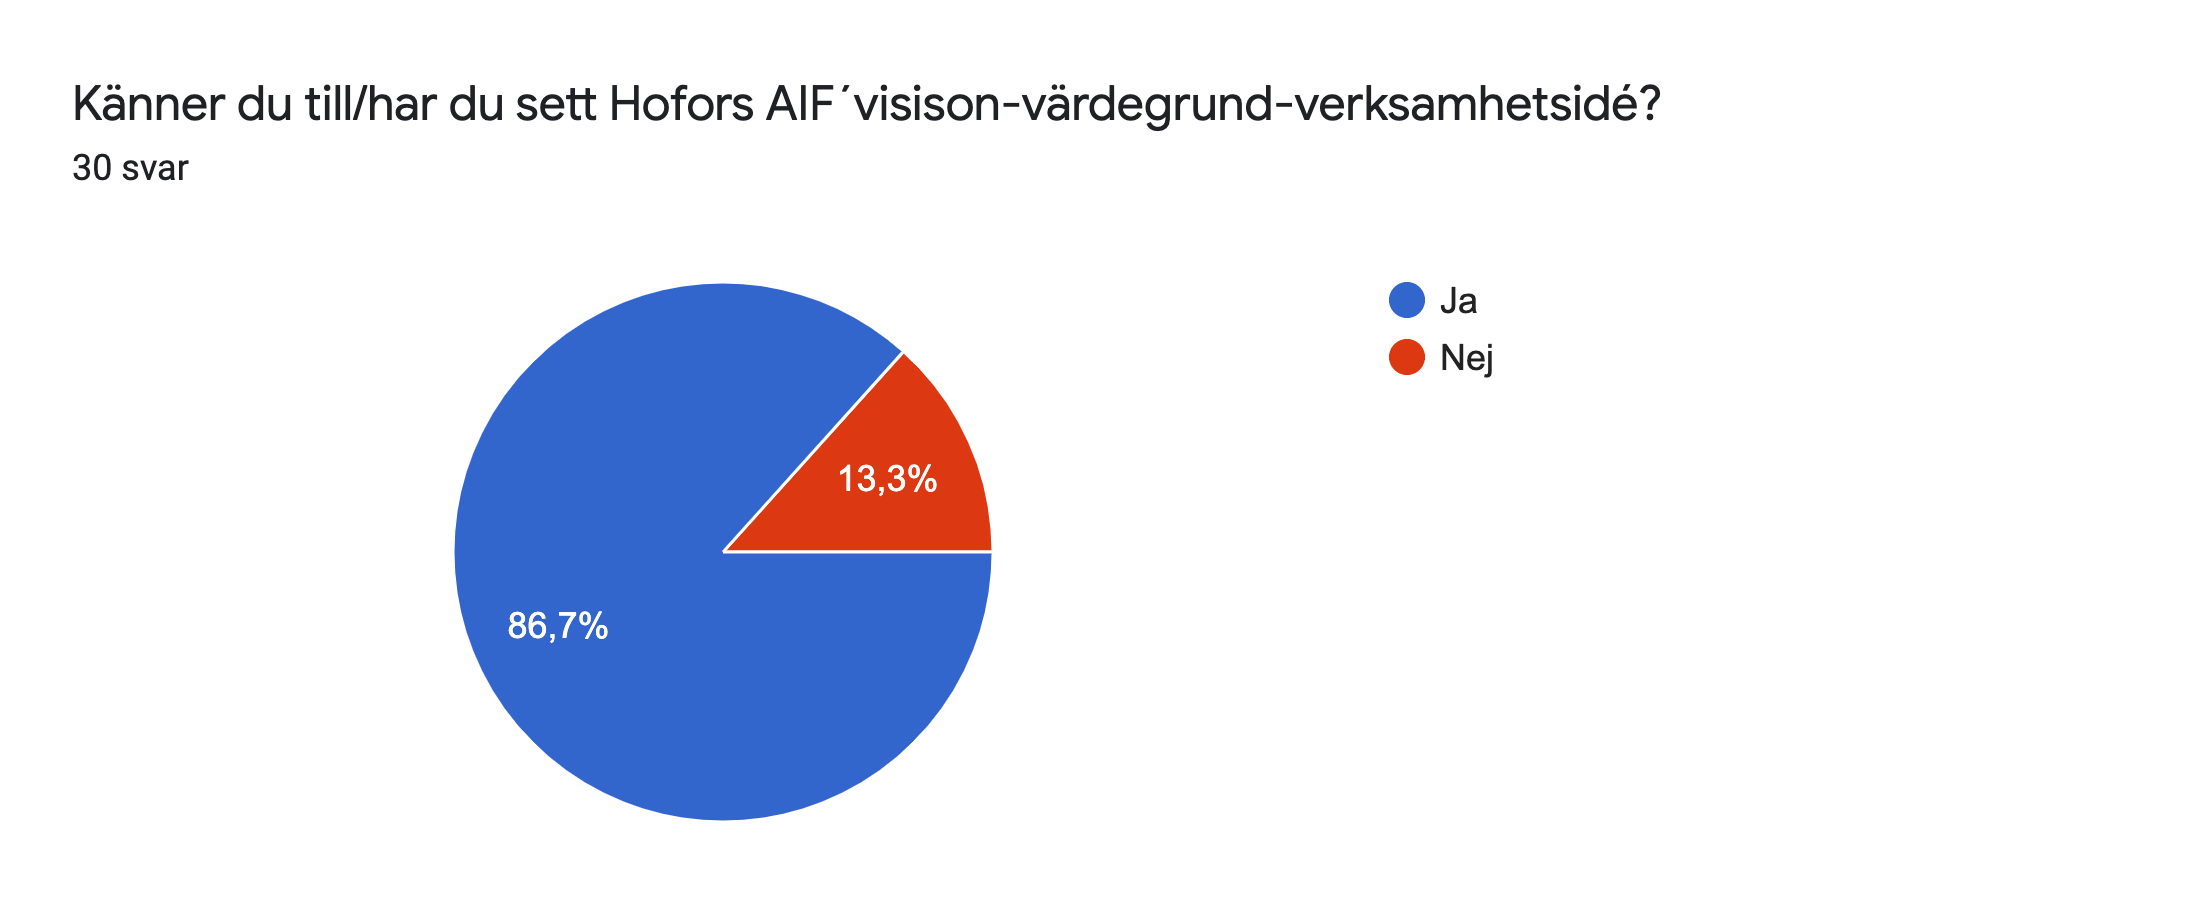 Känner du till/har du sett Hofors AIF´visison-värdegrund-verksamhetsidé?
30 svar
Ja
Nej
13,3%
86,7%